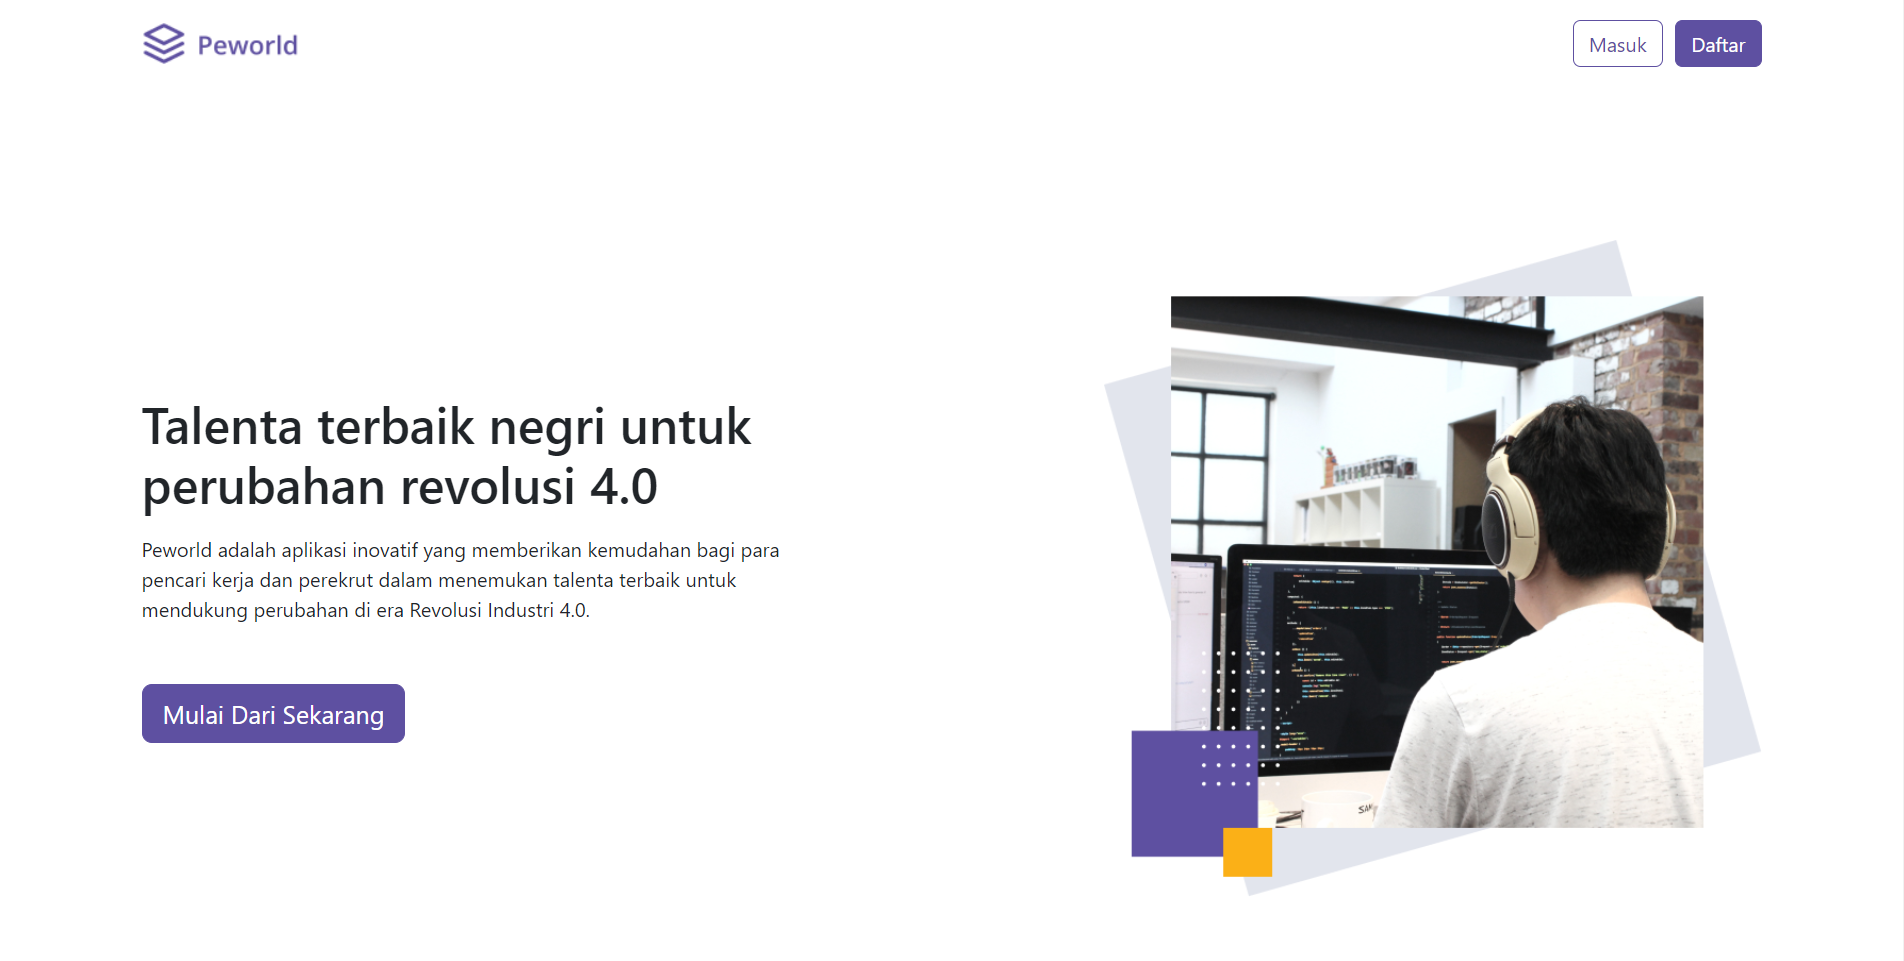 Peworld
Masuk
Daftar
Talenta terbaik negri untuk
perubahan revolusi 4.0
Peworld adalah aplikasi inovatif yang memberikan kemudahan bagi para
pencari kerja dan perekrut dalam menemukan talenta terbaik untuk
mendukung perubahan di era Revolusi Industri 4.0.
Mulai Dari Sekarang
SAM